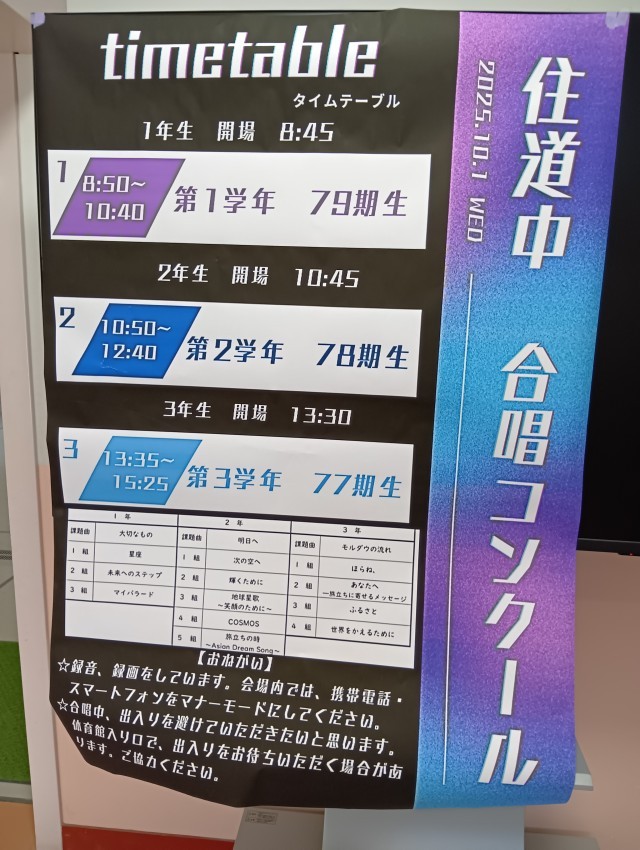 timetable
タイムテーブル
1年生 開場 8:45
1 8:50~10:40 第1学年 79期生
2年生 開場 10:45
2 10:50~12:40 第2学年 78期生
3年生 開場 13:30
3 13:35~15:25 第3学年 77期生
1年
課題曲 大切なもの
1組 星座
2組 未来へのステップ
3組 マイバラード
2年
課題曲 明日へ
1組 次の空へ
2組 輝くために
3組 地球星歌
~笑顔のために~
4組 COSMOS
5組 旅立ちの時
~Asian Dream Song~
3年
課題曲 モルダウの流れ
1組 ほらね、
2組 あなたへ
―旅立ちに寄せるメッセージ
3組 ふるさと
4組 世界をかえるために
【おねがい】
☆録音、録画をしています。会場内では、携帯電話・
スマートフォンをマナーモードにしてください。
☆合唱中、出入りを避けていただきたいと思います。
体育館入り口で、出入りをお待ちいただく場合があ
ります。ご協力ください。
住道中 合唱コンクール
2025.10.1 WED